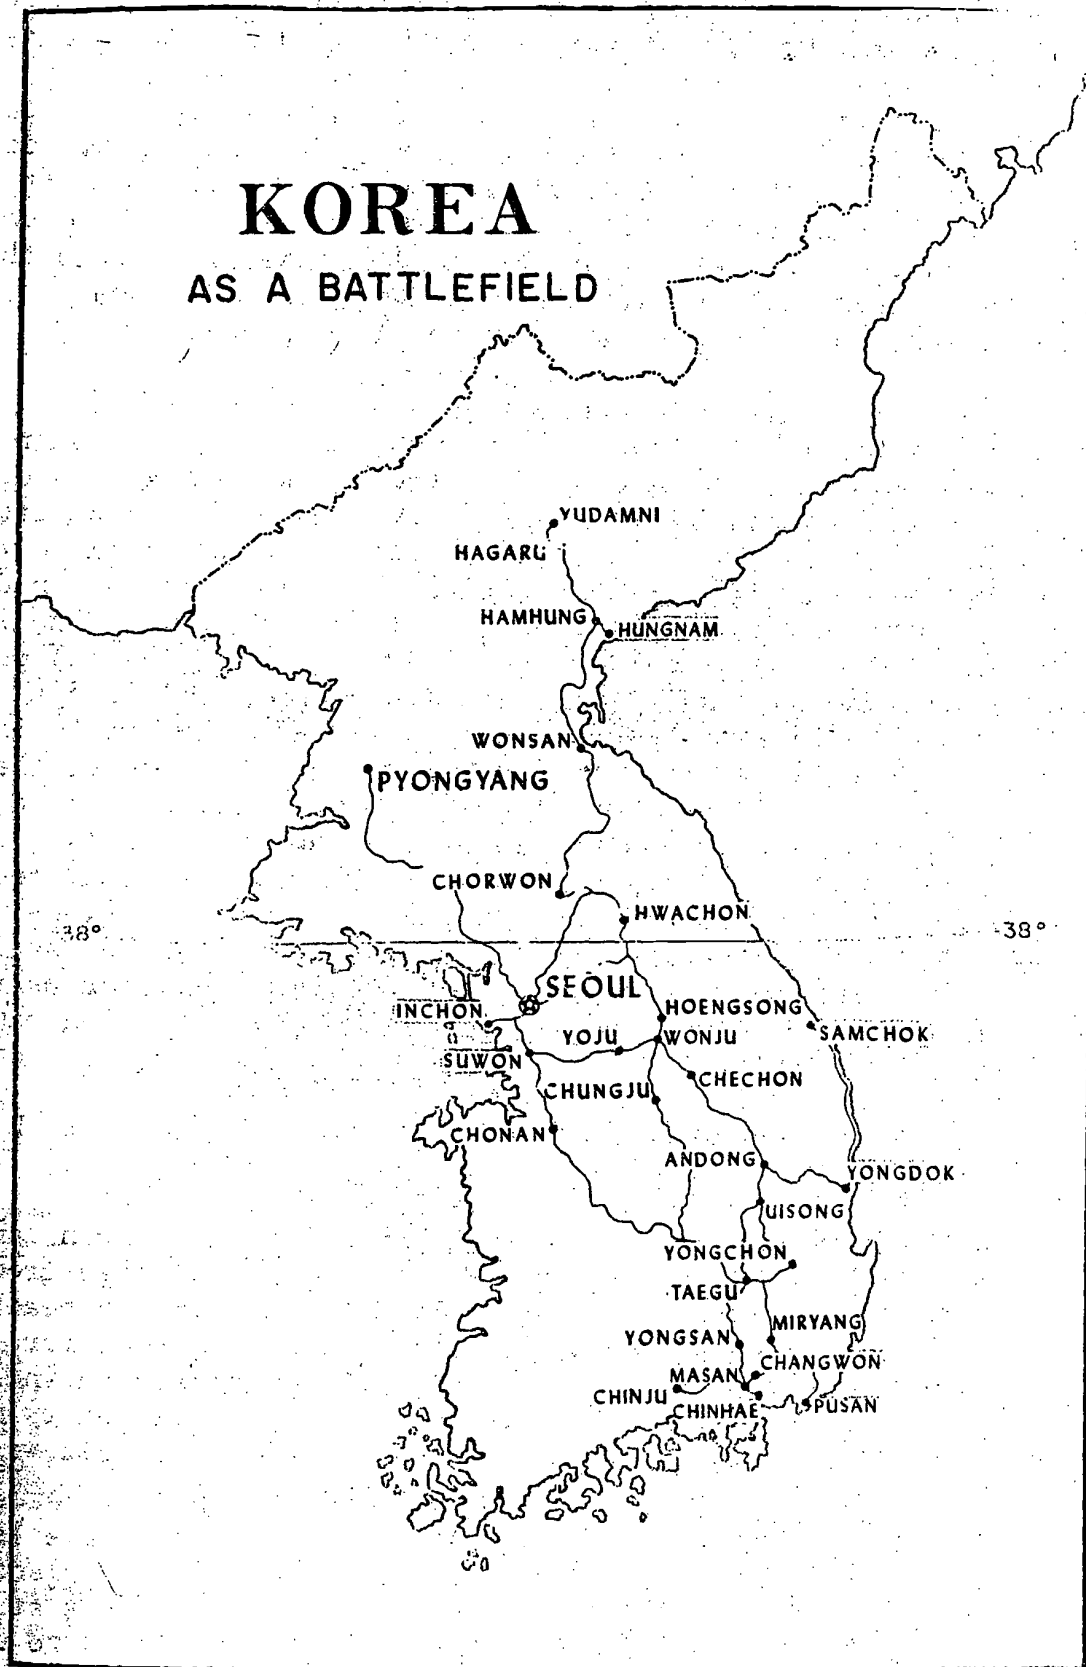 KOREA
AS A BATTLEFIELD
YUDAMNI
HAGARU
HAMHUNG
HUNGNAM
WONSAN
PYONGYANG
CHORWON
HWACHON
38°
38°
SEOUL
INCHON
HOENGSONG
SAMCHOK
YOJU
WONJU
SUWON
CHECHON
CHUNGJU
CHONAN
ANDONG
YONGDOK
UISONG
YONGCHON
TAEGU
MIRYANG
YONGSAN
CHANGWON
MASAN
CHINJU
CHINHAE
PUSAN